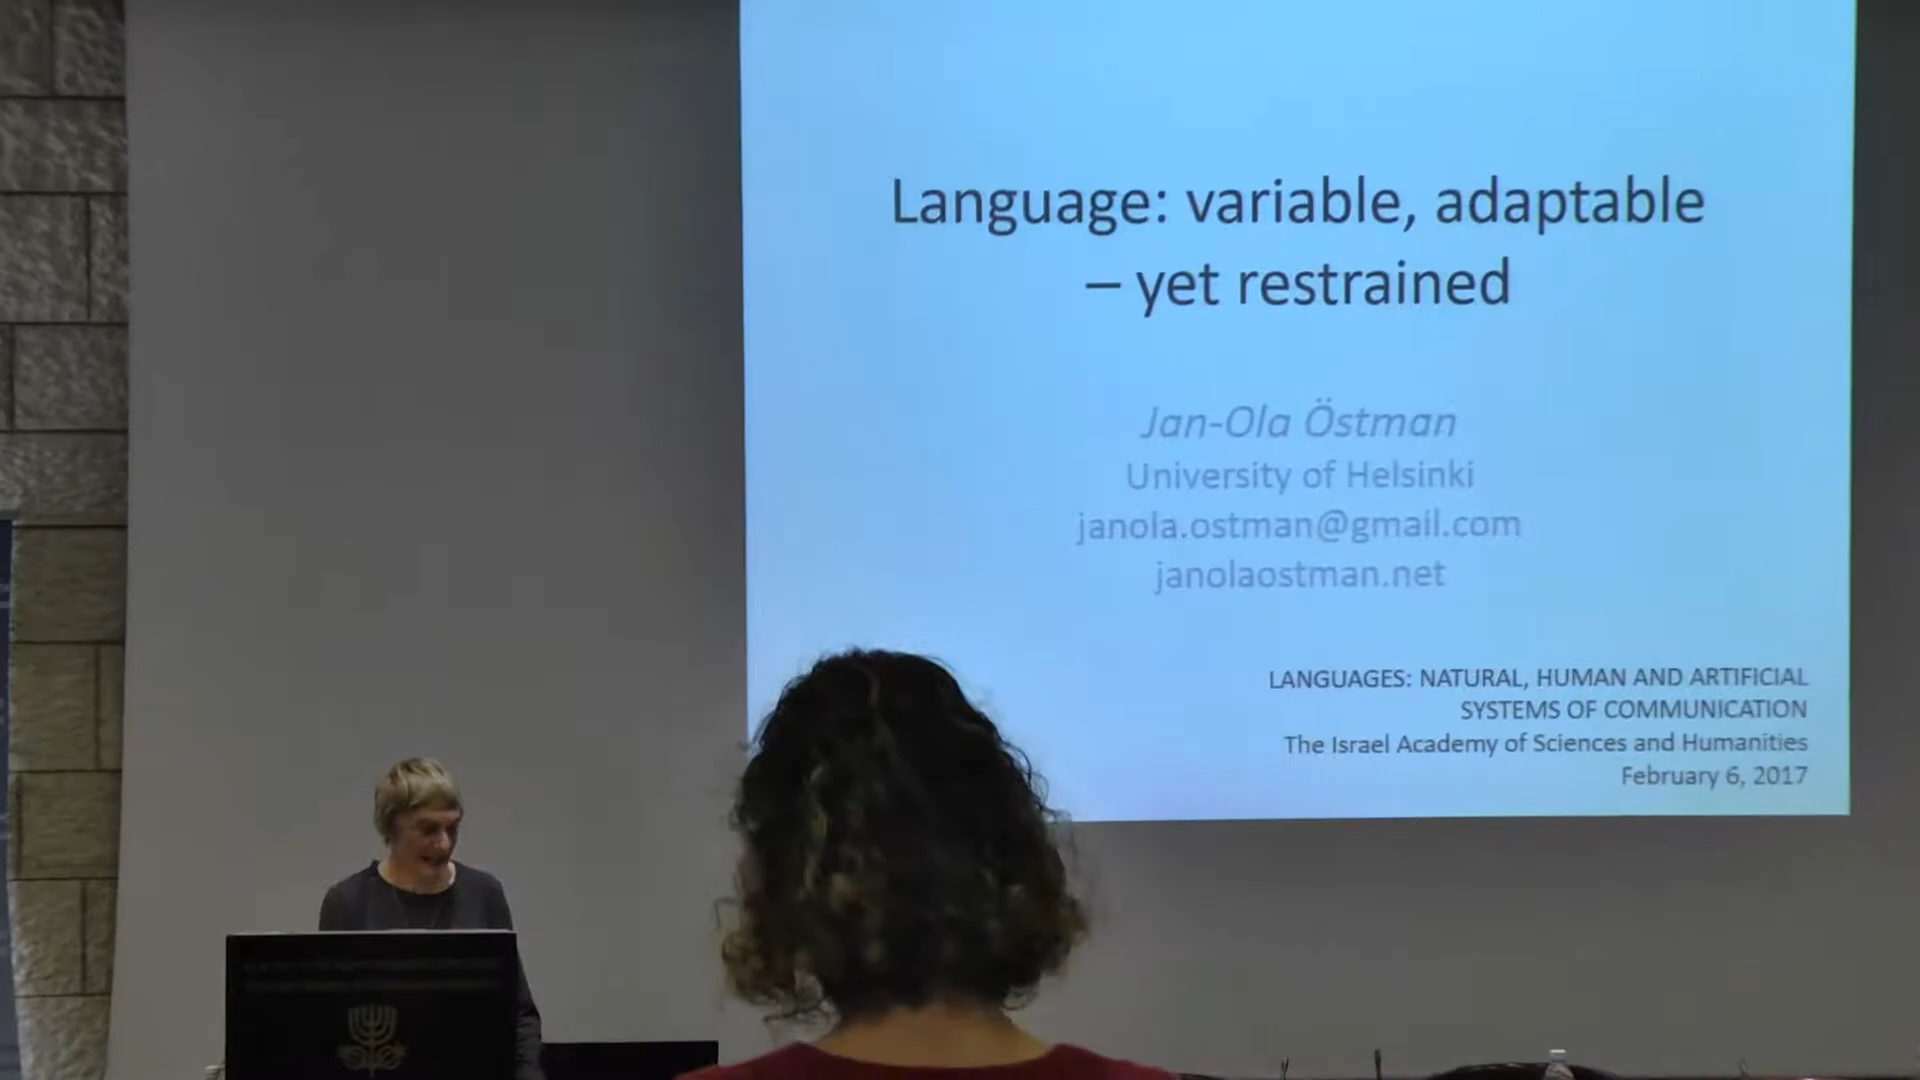 Language: variable, adaptable
– yet restrained
Jan-Ola Östman
University of Helsinki
janola.ostman@gmail.com
janolaostman.net
LANGUAGES: NATURAL, HUMAN AND ARTIFICIAL
SYSTEMS OF COMMUNICATION
The Israel Academy of Sciences and Humanities
February 6, 2017